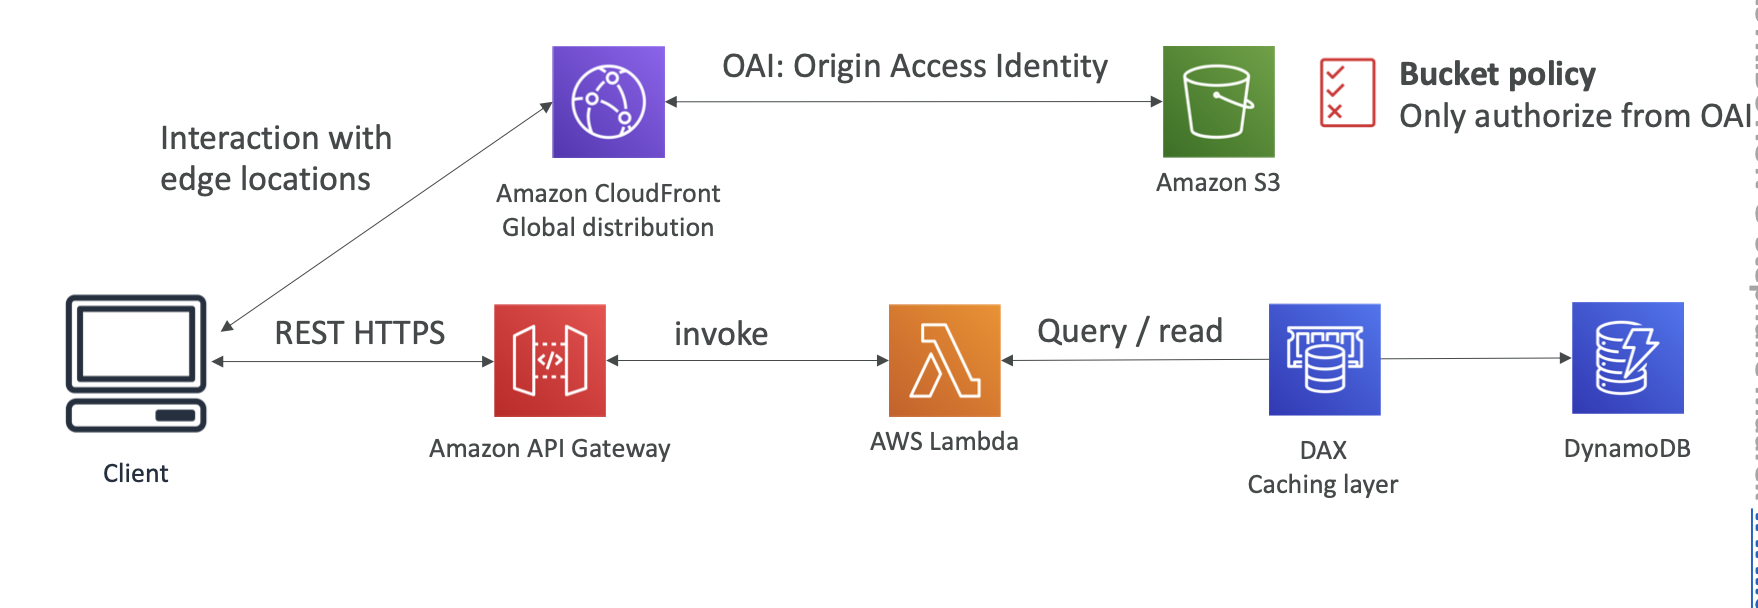 OAI: Origin Access Identity
Bucket policy
Only authorize from OAI
Interaction with
edge locations
Amazon CloudFront
Global distribution
Amazon S3
REST HTTPS
invoke
Query / read
</>
Client
Amazon API Gateway
AWS Lambda
DAX
Caching layer
DynamoDB